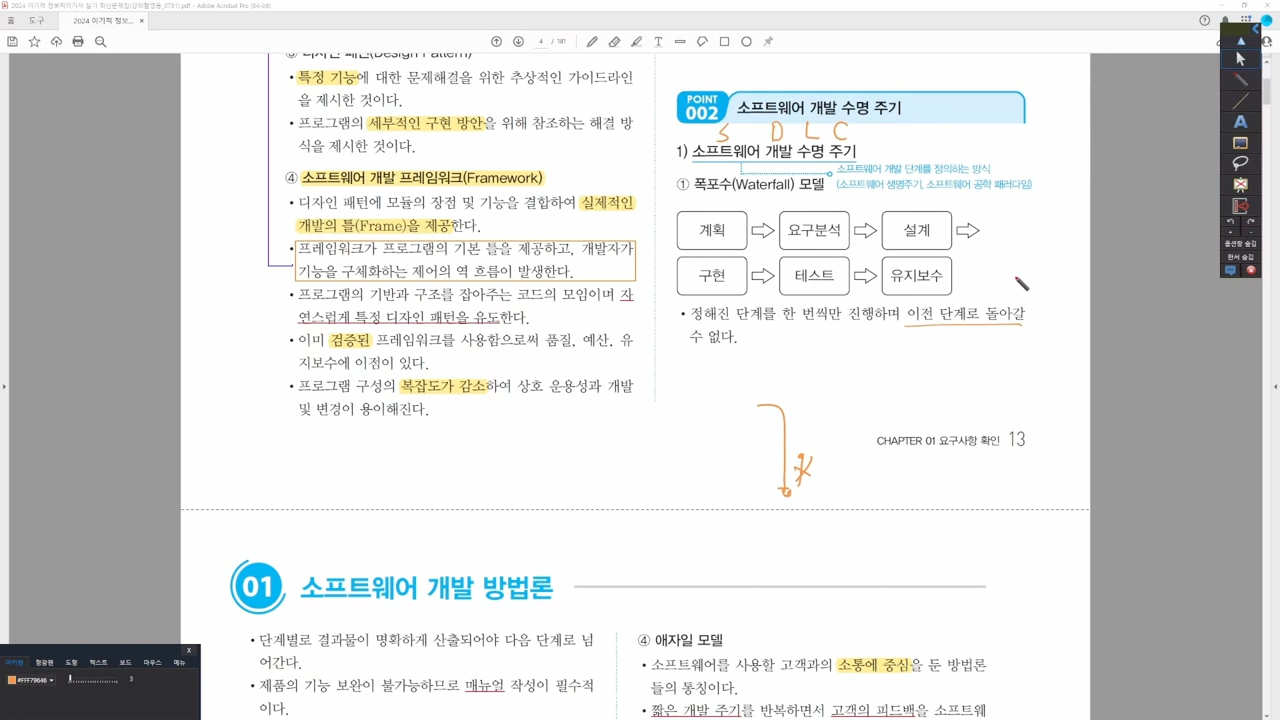 2024 이기적 정보처리기사 실기 최신문제집(강의촬영용_0731).pdf - Adobe Acrobat Pro (64-bit)
홈 도구 2024 이기적 정보... ×
/ 181
③ 디자인 패턴(Design Pattern)
• 특정 기능에 대한 문제해결을 위한 추상적인 가이드라인
을 제시한 것이다.
• 프로그램의 세부적인 구현 방안을 위해 참조하는 해결 방
식을 제시한 것이다.
④ 소프트웨어 개발 프레임워크(Framework)
• 디자인 패턴에 모듈의 장점 및 기능을 결합하여 실제적인
개발의 틀(Frame)을 제공한다.
• 프레임워크가 프로그램의 기본 틀을 제공하고, 개발자가
기능을 구체화하는 제어의 역 흐름이 발생한다.
• 프로그램의 기반과 구조를 잡아주는 코드의 모임이며 자
연스럽게 특정 디자인 패턴을 유도한다.
• 이미 검증된 프레임워크를 사용함으로써 품질, 예산, 유
지보수에 이점이 있다.
• 프로그램 구성의 복잡도가 감소하여 상호 운용성과 개발
및 변경이 용이해진다.
POINT
002 소프트웨어 개발 수명 주기
S D L C
1) 소프트웨어 개발 수명 주기
소프트웨어 개발 단계를 정의하는 방식
① 폭포수(Waterfall) 모델 (소프트웨어 생명주기, 소프트웨어 공학 패러다임)
계획 요구분석 설계
구현 테스트 유지보수
• 정해진 단계를 한 번씩만 진행하며 이전 단계로 돌아갈
수 없다.
CHAPTER 01 요구사항 확인 13
01 소프트웨어 개발 방법론
• 단계별로 결과물이 명확하게 산출되어야 다음 단계로 넘
어간다.
• 제품의 기능 보완이 불가능하므로 매뉴얼 작성이 필수적
이다.
④ 애자일 모델
• 소프트웨어를 사용할 고객과의 소통에 중심을 둔 방법론
들의 통칭이다.
• 짧은 개발 주기를 반복하면서 고객의 피드백을 소프트웨
옵션장 숨김
판서 숨김
X
형광펜 도형 텍스트 보드 마우스 메뉴
#FFF79646 3